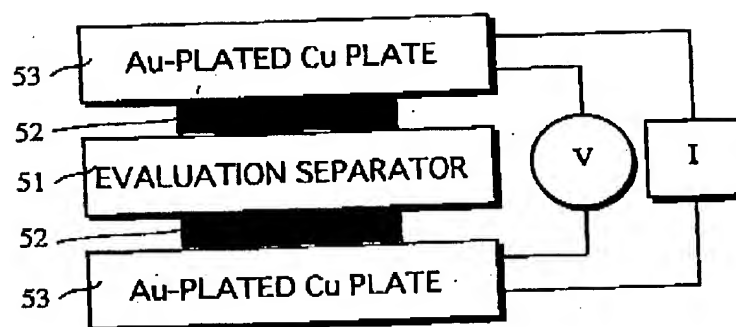 53 Au-PLATED Cu PLATE
52
51 EVALUATION SEPARATOR V I
52
53 Au-PLATED Cu PLATE